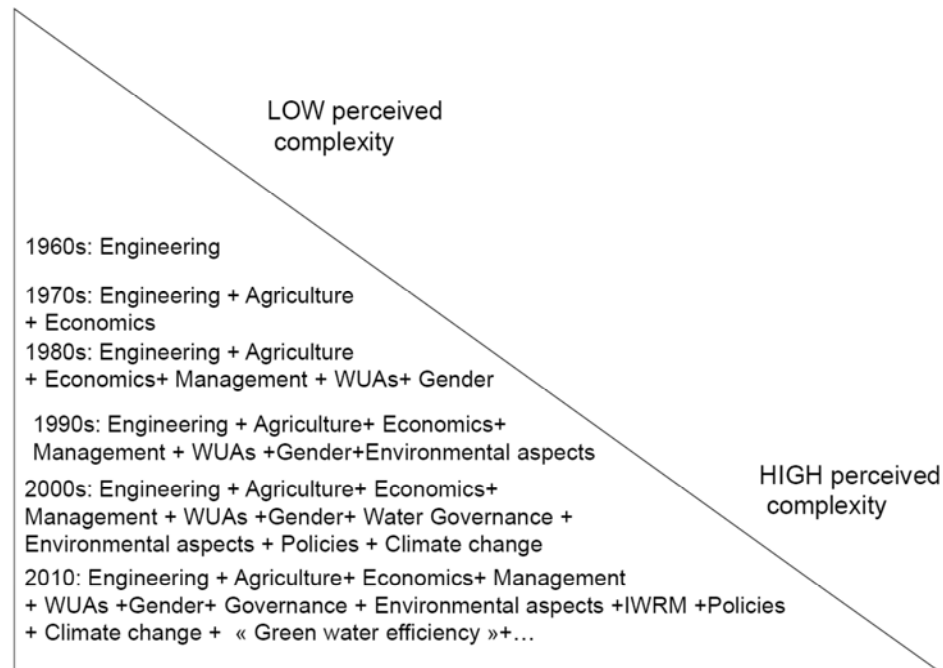 LOW perceived
complexity
1960s: Engineering
1970s: Engineering + Agriculture
+ Economics
1980s: Engineering + Agriculture
+ Economics+ Management + WUAs+ Gender
1990s: Engineering + Agriculture+ Economics+
Management + WUAs +Gender+Environmental aspects
HIGH perceived
complexity
2000s: Engineering + Agriculture+ Economics+
Management + WUAs +Gender+ Water Governance +
Environmental aspects + Policies + Climate change
2010: Engineering + Agriculture+ Economics+ Management
+ WUAs +Gender+ Governance + Environmental aspects +IWRM +Policies
+ Climate change + « Green water efficiency »+…